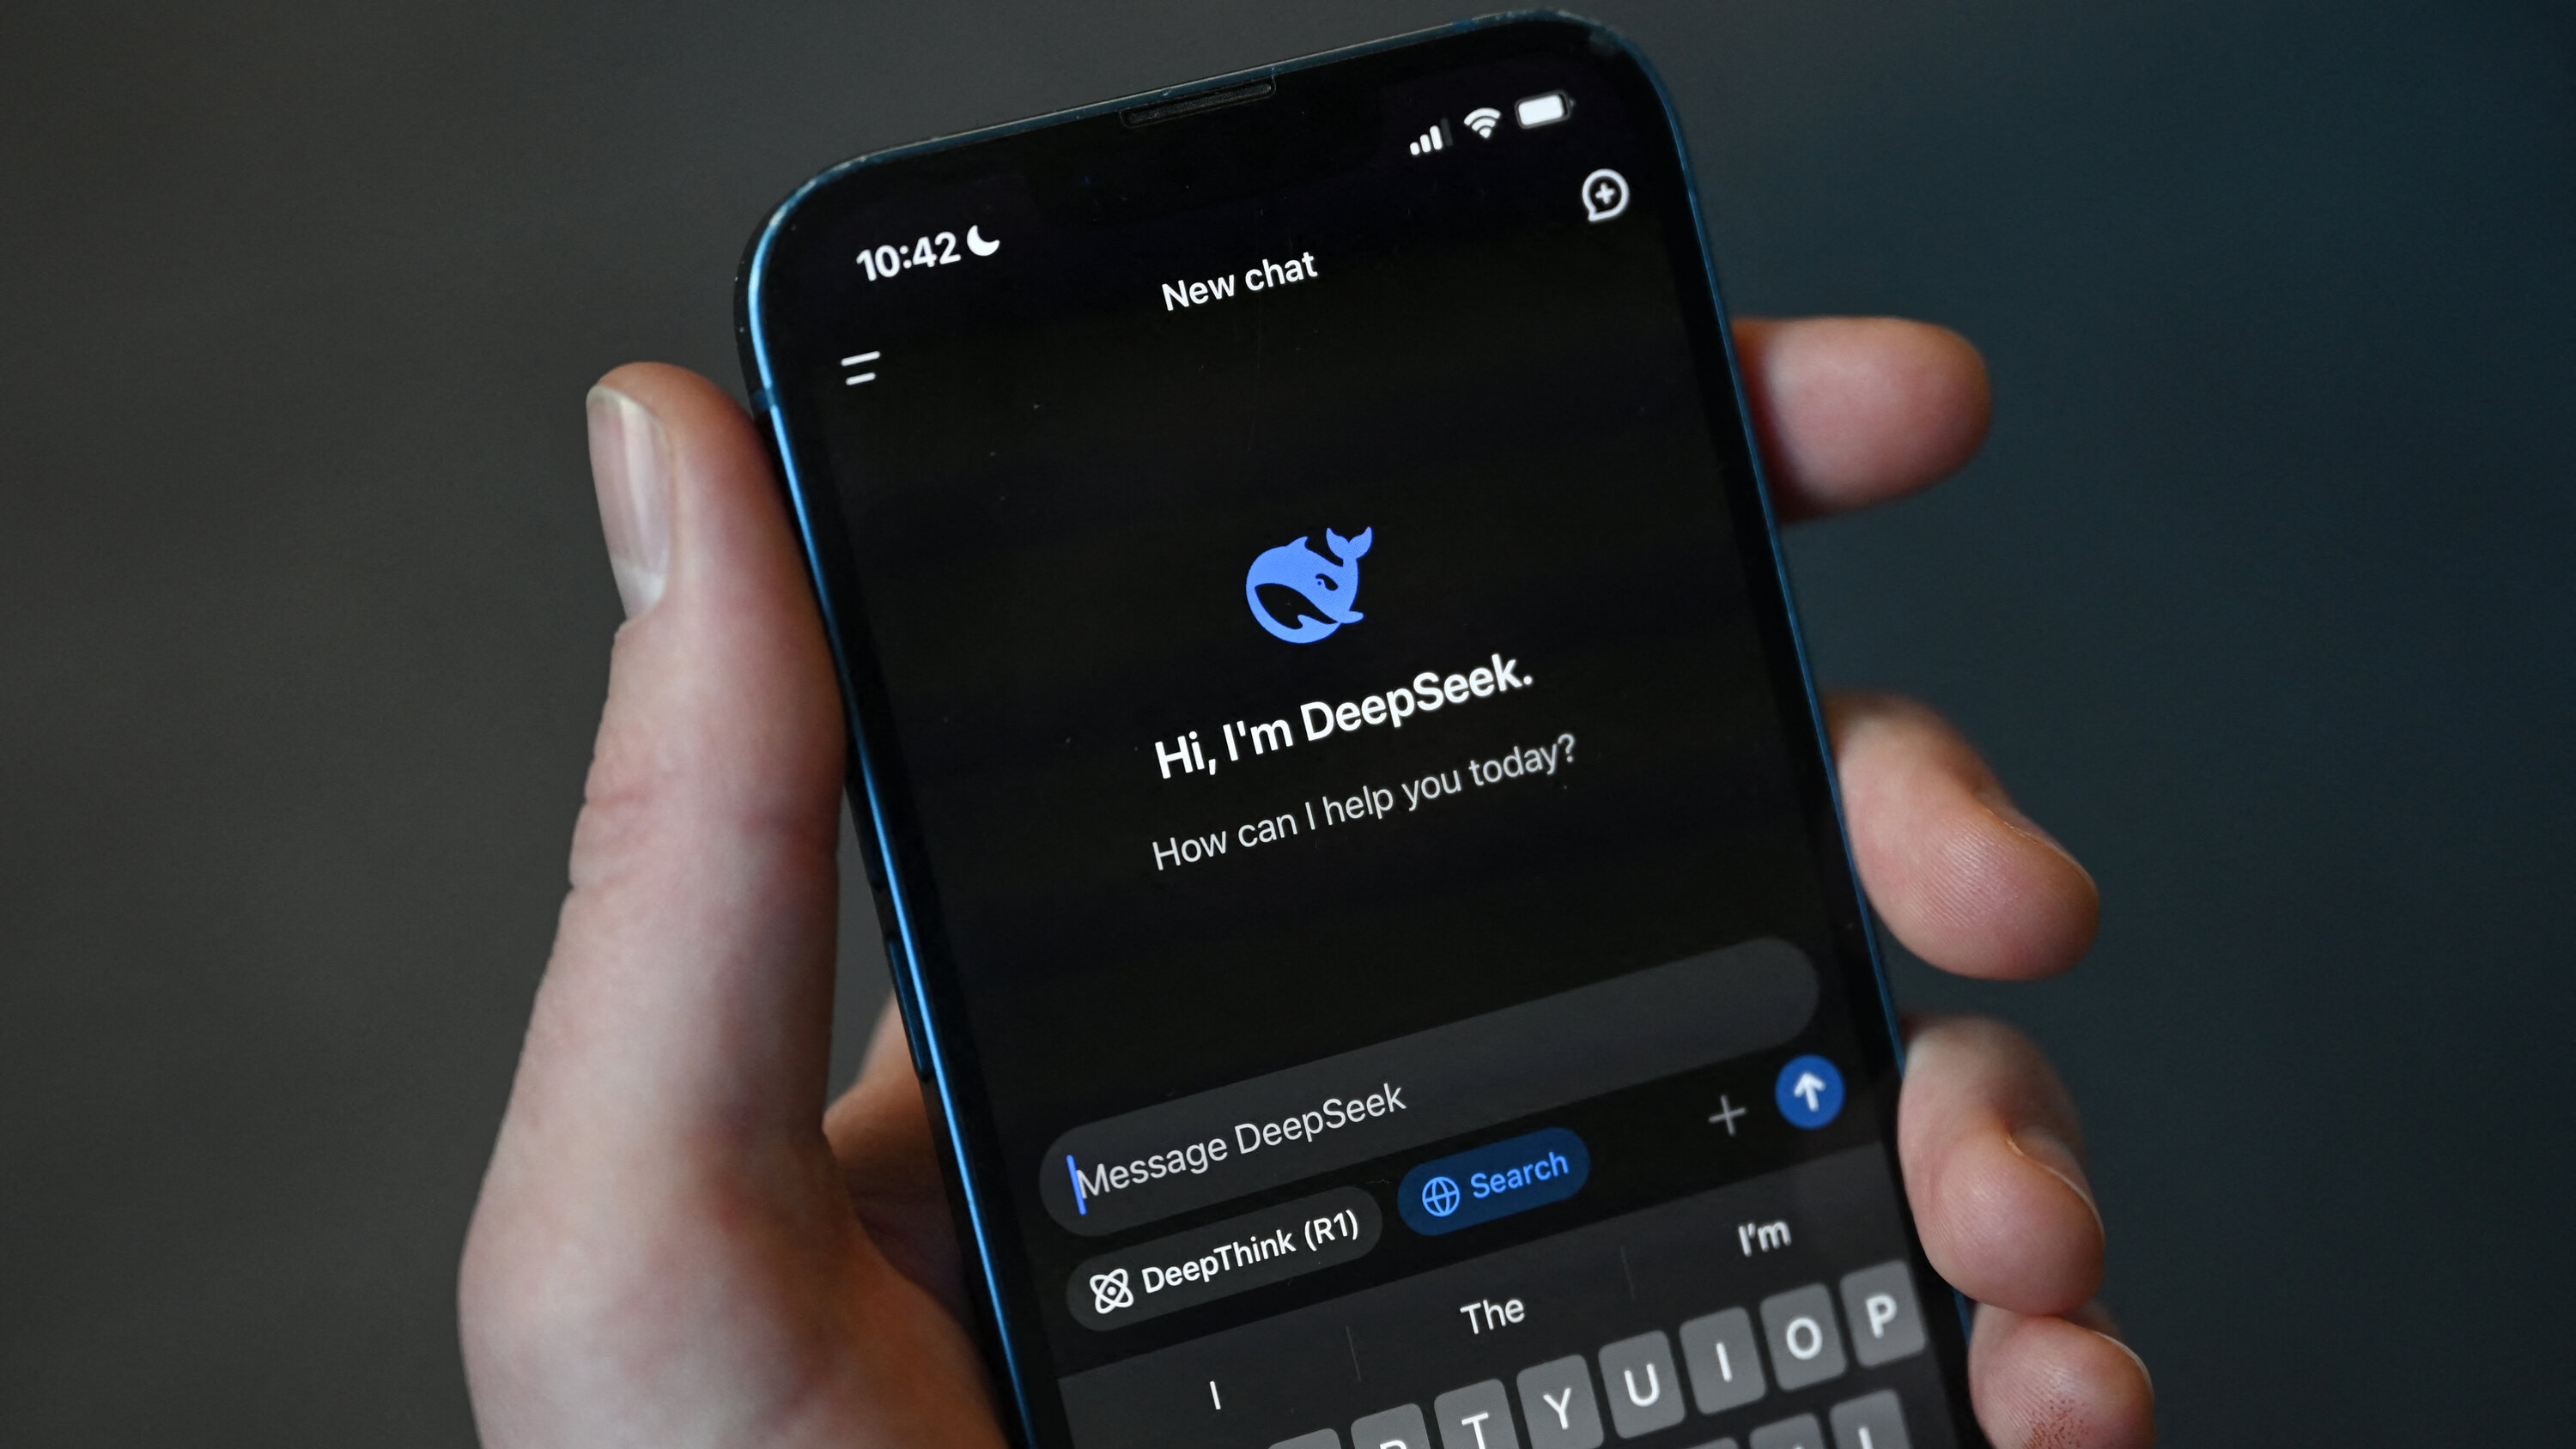 10:42
New chat
Hi, I'm DeepSeek.
How can I help you today?
Message DeepSeek
DeepThink (R1)
Search
I
The
I'm
T Y U I O P